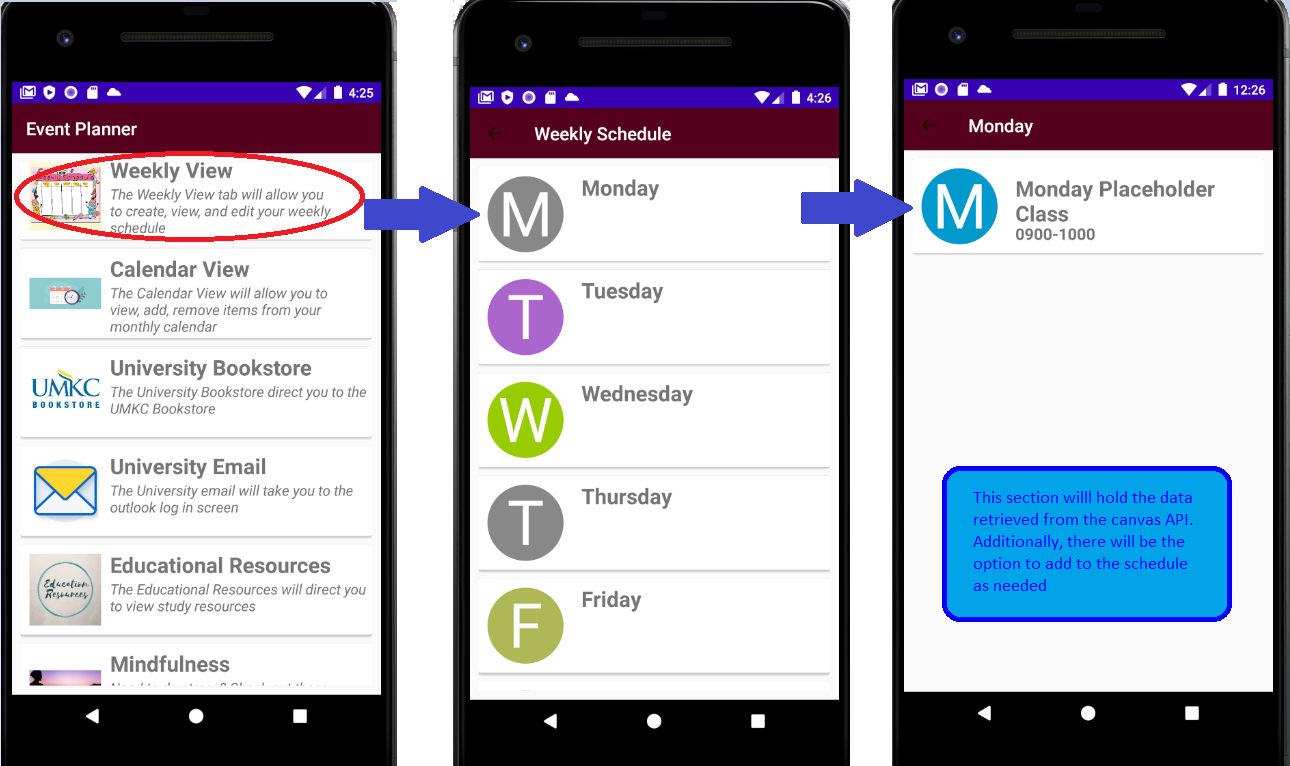 4:25
Event Planner
Weekly View
The Weekly View tab will allow you
to create, view, and edit your weekly
schedule
Calendar View
The Calendar View will allow you to
view, add, remove items from your
monthly calendar
UMKC
BOOKSTORE
University Bookstore
The University Bookstore direct you to the
UMKC Bookstore
University Email
The University email will take you to the
outlook log in screen
Education
Resources
Educational Resources
The Educational Resources will direct you
to view study resources
Mindfulness
4:26
Weekly Schedule
M
Monday
T
Tuesday
W
Wednesday
T
Thursday
F
Friday
12:26
Monday
M
Monday Placeholder
Class
0900-1000
This section willl hold the data
retrieved from the canvas API.
Additionally, there will be the
option to add to the schedule
as needed